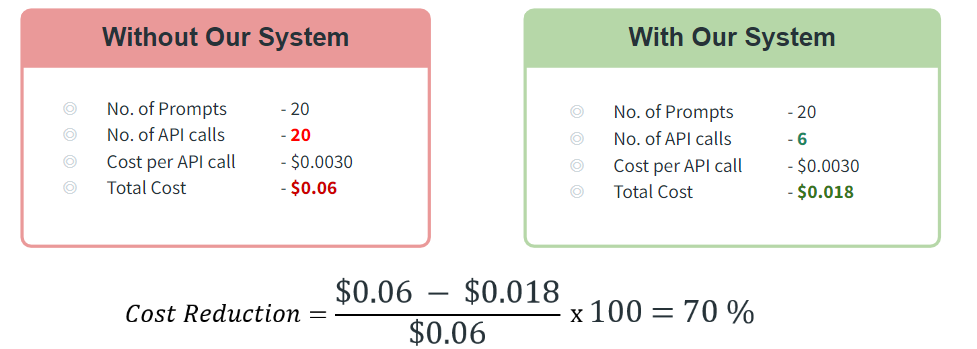 Without Our System
No. of Prompts - 20
No. of API calls - 20
Cost per API call - $0.0030
Total Cost - $0.06
With Our System
No. of Prompts - 20
No. of API calls - 6
Cost per API call - $0.0030
Total Cost - $0.018
Cost Reduction = $0.06 − $0.018 / $0.06 x 100 = 70 %